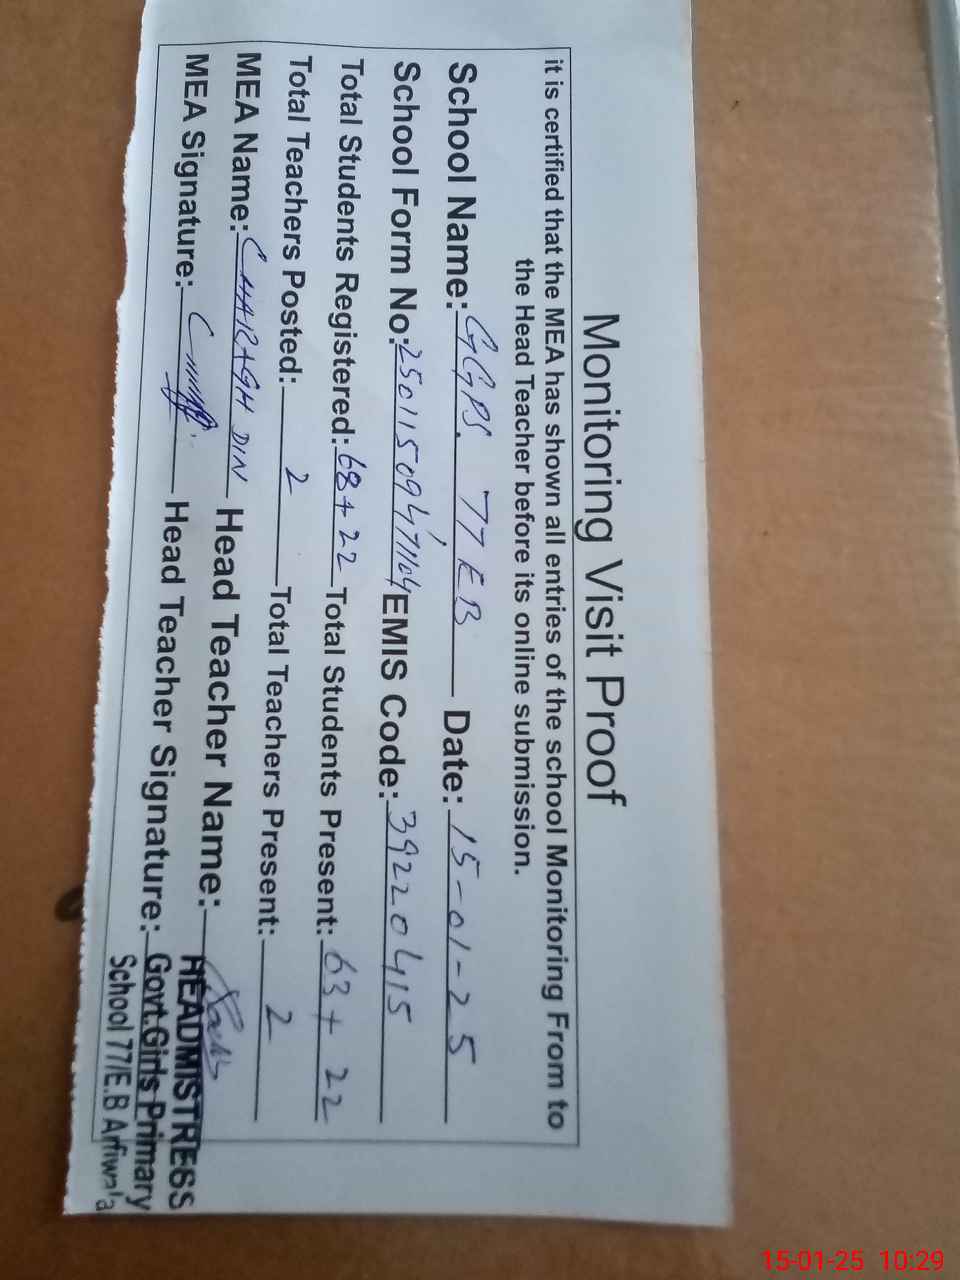 Monitoring Visit Proof
it is certified that the MEA has shown all entries of the school Monitoring From to
the Head Teacher before its online submission.
School Name: GGPS. 77 EB Date: 15-01-25
School Form No: EMIS Code: 39220415
Total Students Registered: 68+22 Total Students Present: 63+22
Total Teachers Posted: 2 Total Teachers Present: 2
MEA Name: CHARAGH DIN Head Teacher Name:
MEA Signature: Head Teacher Signature:
HEADMISTRESS
Govt.Girls Primary
School 77/E.B Arifwala
15-01-25 10:29